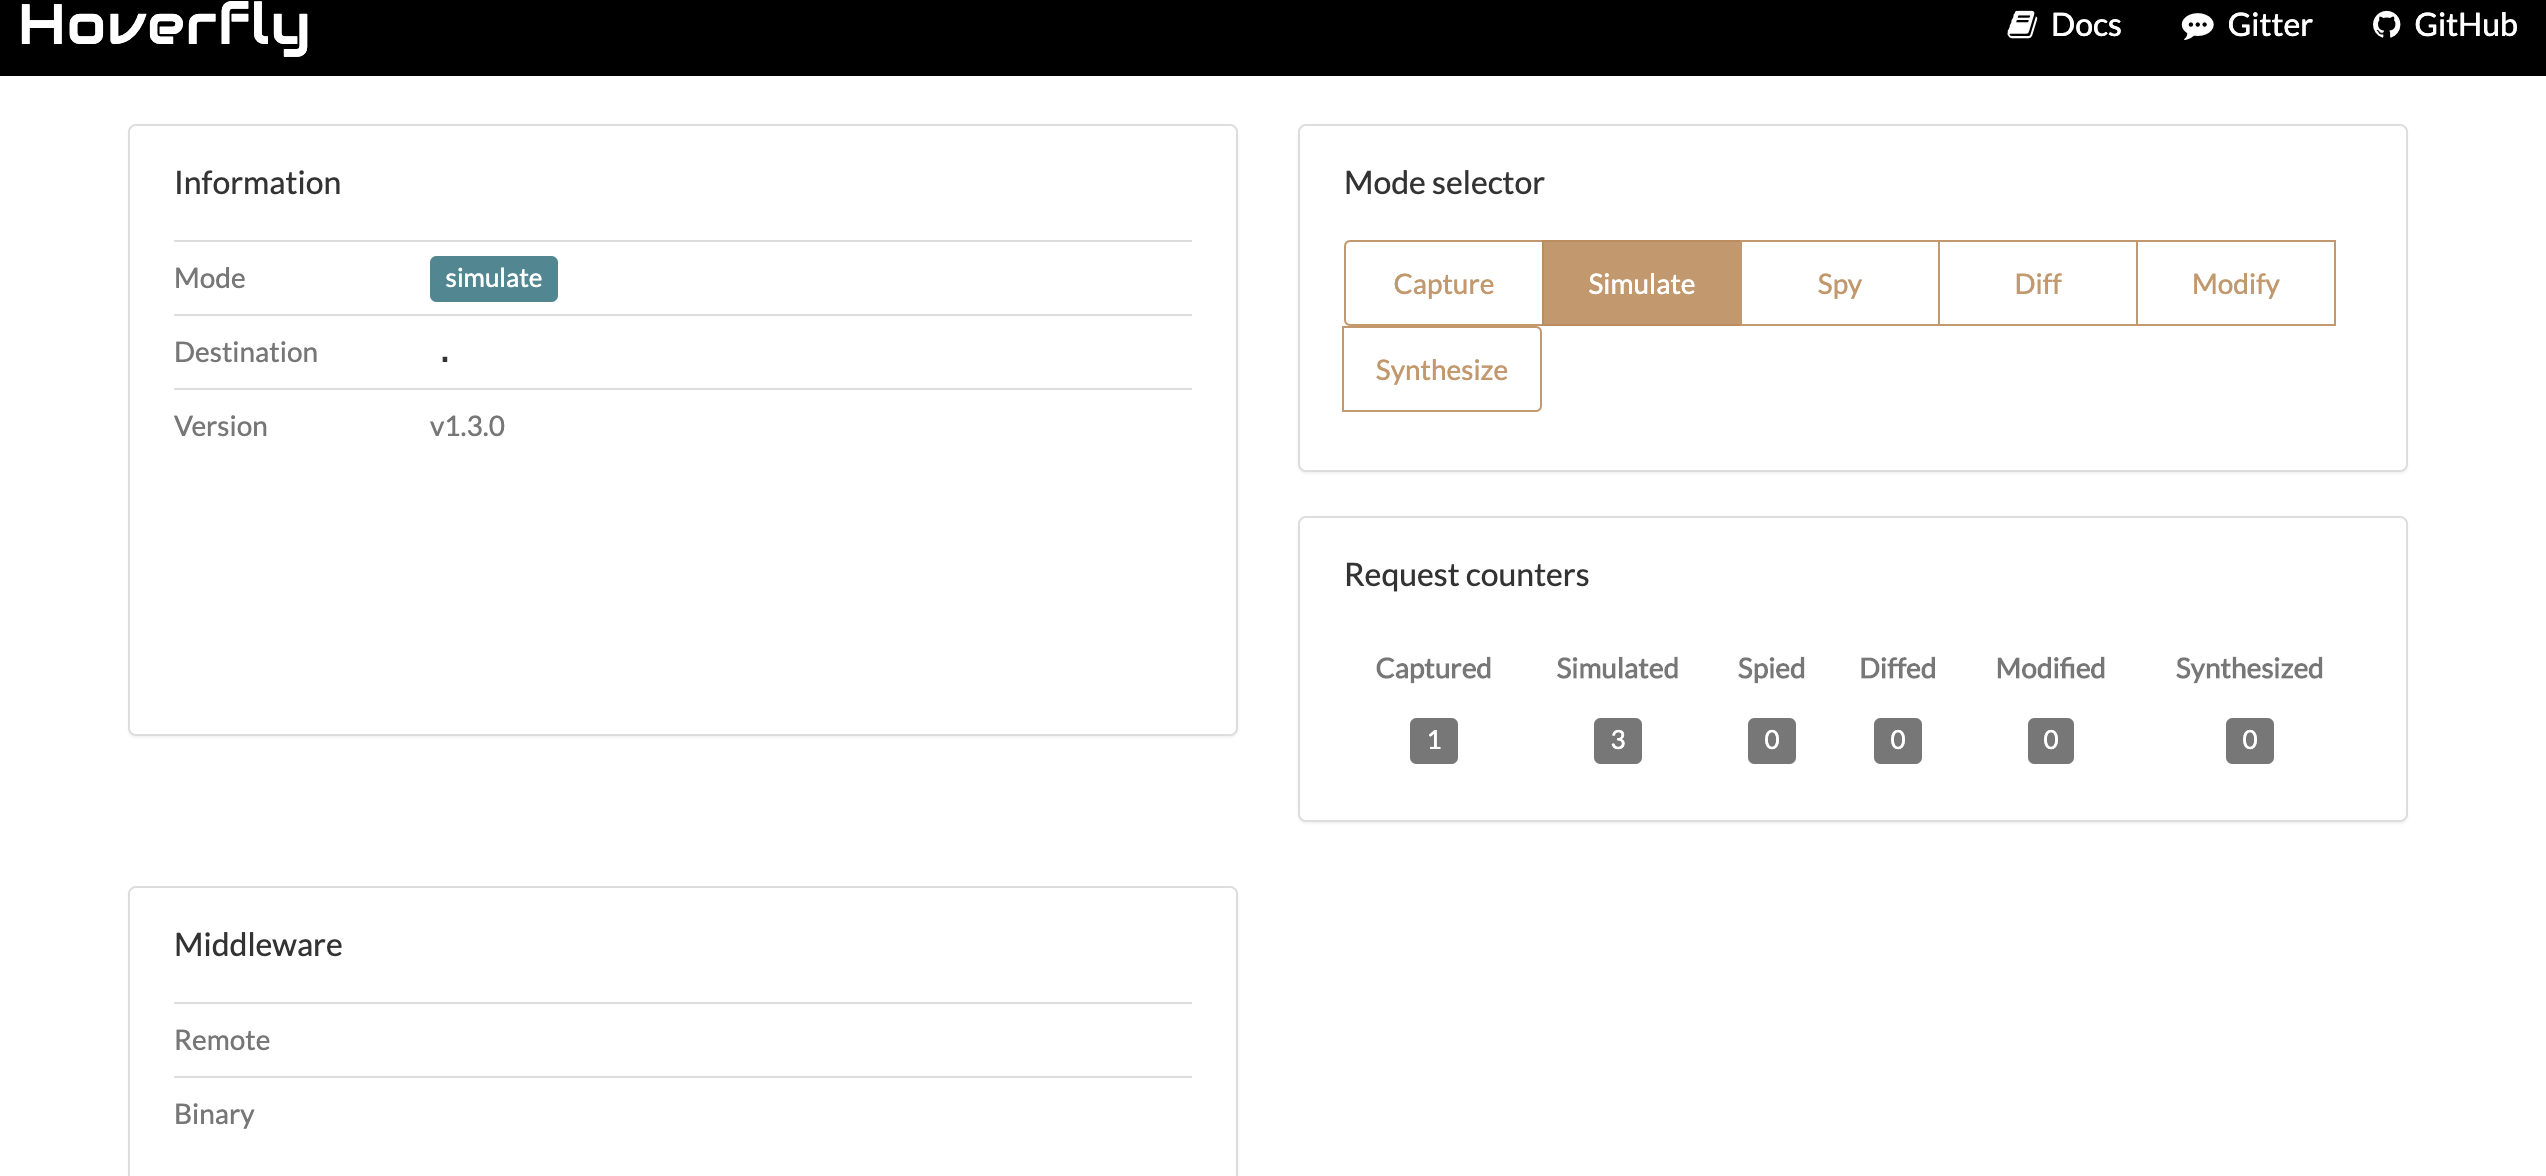 Hoverfly
Docs Gitter GitHub
Information
Mode simulate
Destination .
Version v1.3.0
Mode selector
Capture Simulate Spy Diff Modify
Synthesize
Request counters
Captured Simulated Spied Diffed Modified Synthesized
1 3 0 0 0 0
Middleware
Remote
Binary